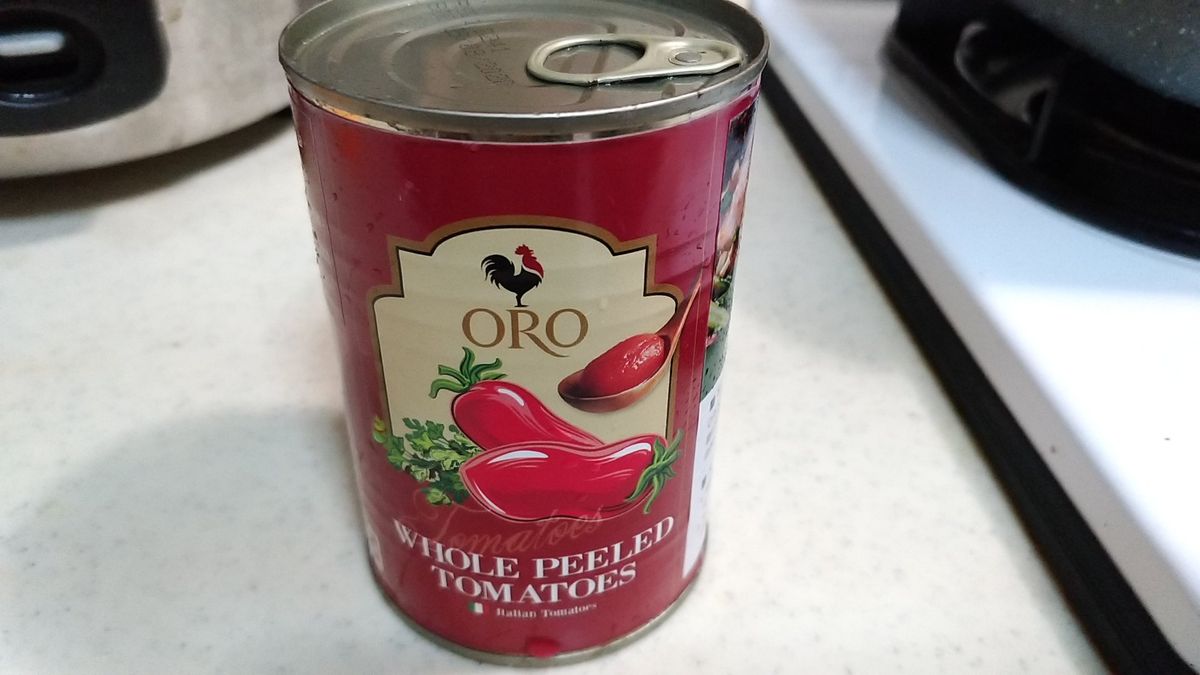 ORO
Tomatoes
WHOLE PEELED
TOMATOES
Italian Tomatoes